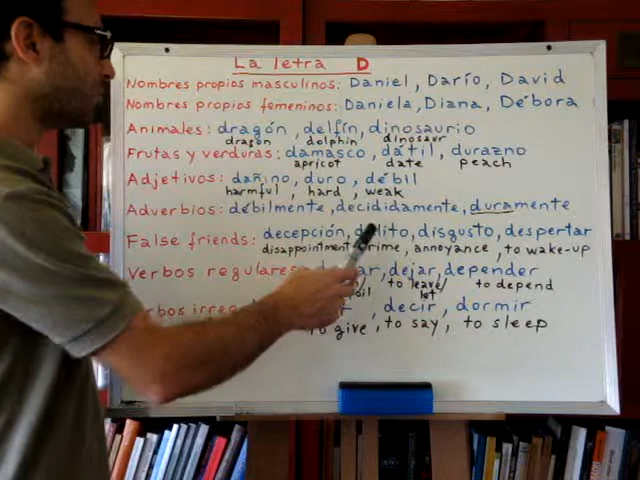 La letra D
Nombres propios masculinos: Daniel, Darío, David
Nombres propios femeninos: Daniela, Diana, Débora
Animales: dragón, delfín, dinosaurio
dragon dolphin dinosaur
Frutas y verduras: damasco, dátil, durazno
apricot date peach
Adjetivos: dañino, duro, débil
harmful, hard, weak
Adverbios: débilmente, decididamente, duramente
False friends: decepción, delito, disgusto, despertar
disappointment annoyance, to wake-up
Verbos regulares dejar, depender
to leave/ to depend
let
Verbos decir, dormir
to give, to say, to sleep